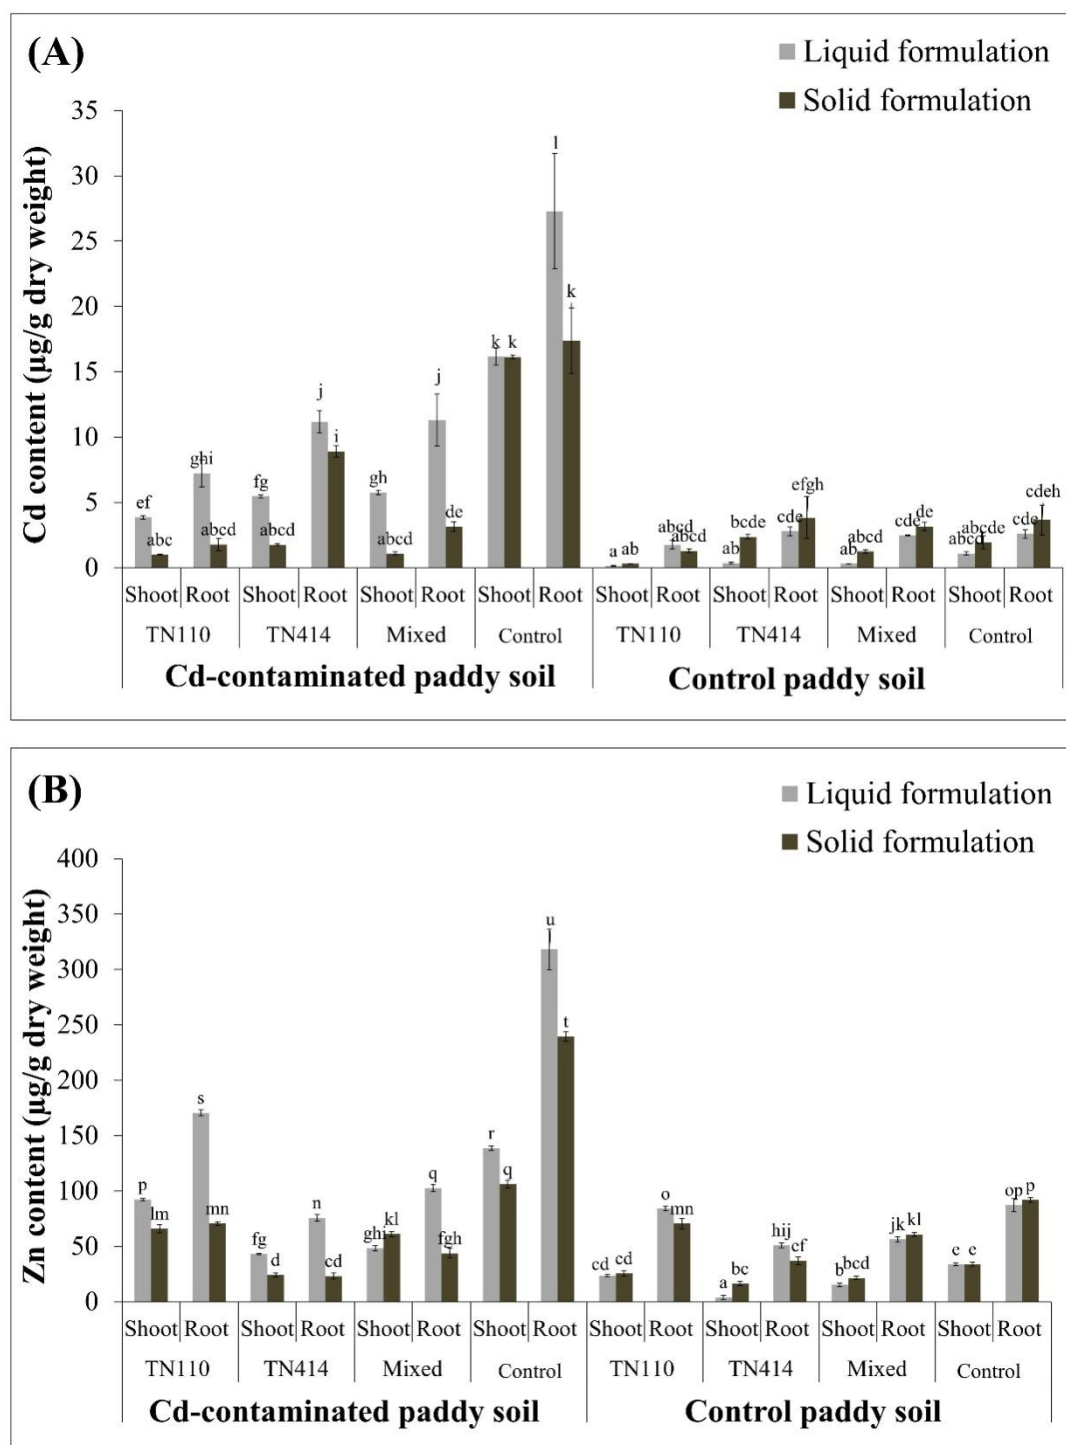 (A)
Liquid formulation
Solid formulation
Cd content (µg/g dry weight)
35
30
25
20
15
10
5
0
ef abc ghi abcd fg abcd j i gh abcd j de k k l k a ab abcd abcd ab bcde cde efgh ab abcd cde de abcd abcde cde cdeh
Shoot Root Shoot Root Shoot Root Shoot Root Shoot Root Shoot Root Shoot Root Shoot Root
TN110 TN414 Mixed Control TN110 TN414 Mixed Control
Cd-contaminated paddy soil Control paddy soil
(B)
Liquid formulation
Solid formulation
Zn content (µg/g dry weight)
400
350
300
250
200
150
100
50
0
p lm s mn fg d n cd ghi kl q fgh r q u t cd cd o mn a bc hij ef b bcd jk kl e e op p
Shoot Root Shoot Root Shoot Root Shoot Root Shoot Root Shoot Root Shoot Root Shoot Root
TN110 TN414 Mixed Control TN110 TN414 Mixed Control
Cd-contaminated paddy soil Control paddy soil